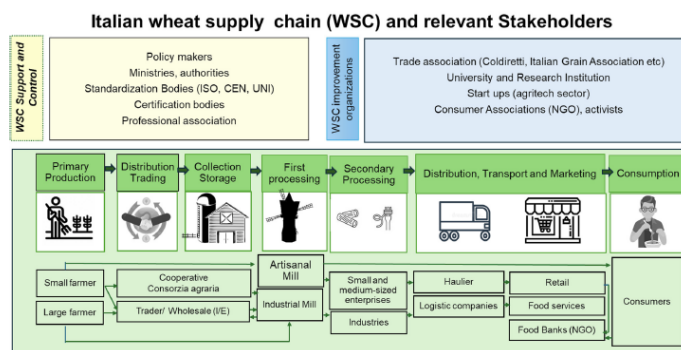 Italian wheat supply chain (WSC) and relevant Stakeholders
WSC Support and
Control
Policy makers
Ministries, authorities
Standardization Bodies (ISO, CEN, UNI)
Certification bodies
Professional association
WSC improvement
organizations
Trade association (Coldiretti, Italian Grain Association etc)
University and Research Institution
Start ups (agritech sector)
Consumer Associations (NGO), activists
Primary
Production
Distribution
Trading
Collection
Storage
First
processing
Secondary
Processing
Distribution, Transport and Marketing
Consumption
Small farmer
Large farmer
Cooperative
Consorzia agraria
Trader/ Wholesale (I/E)
Artisanal
Mill
Industrial Mill
Small and
medium-sized
enterprises
Industries
Haulier
Logistic companies
Retail
Food services
Food Banks (NGO)
Consumers